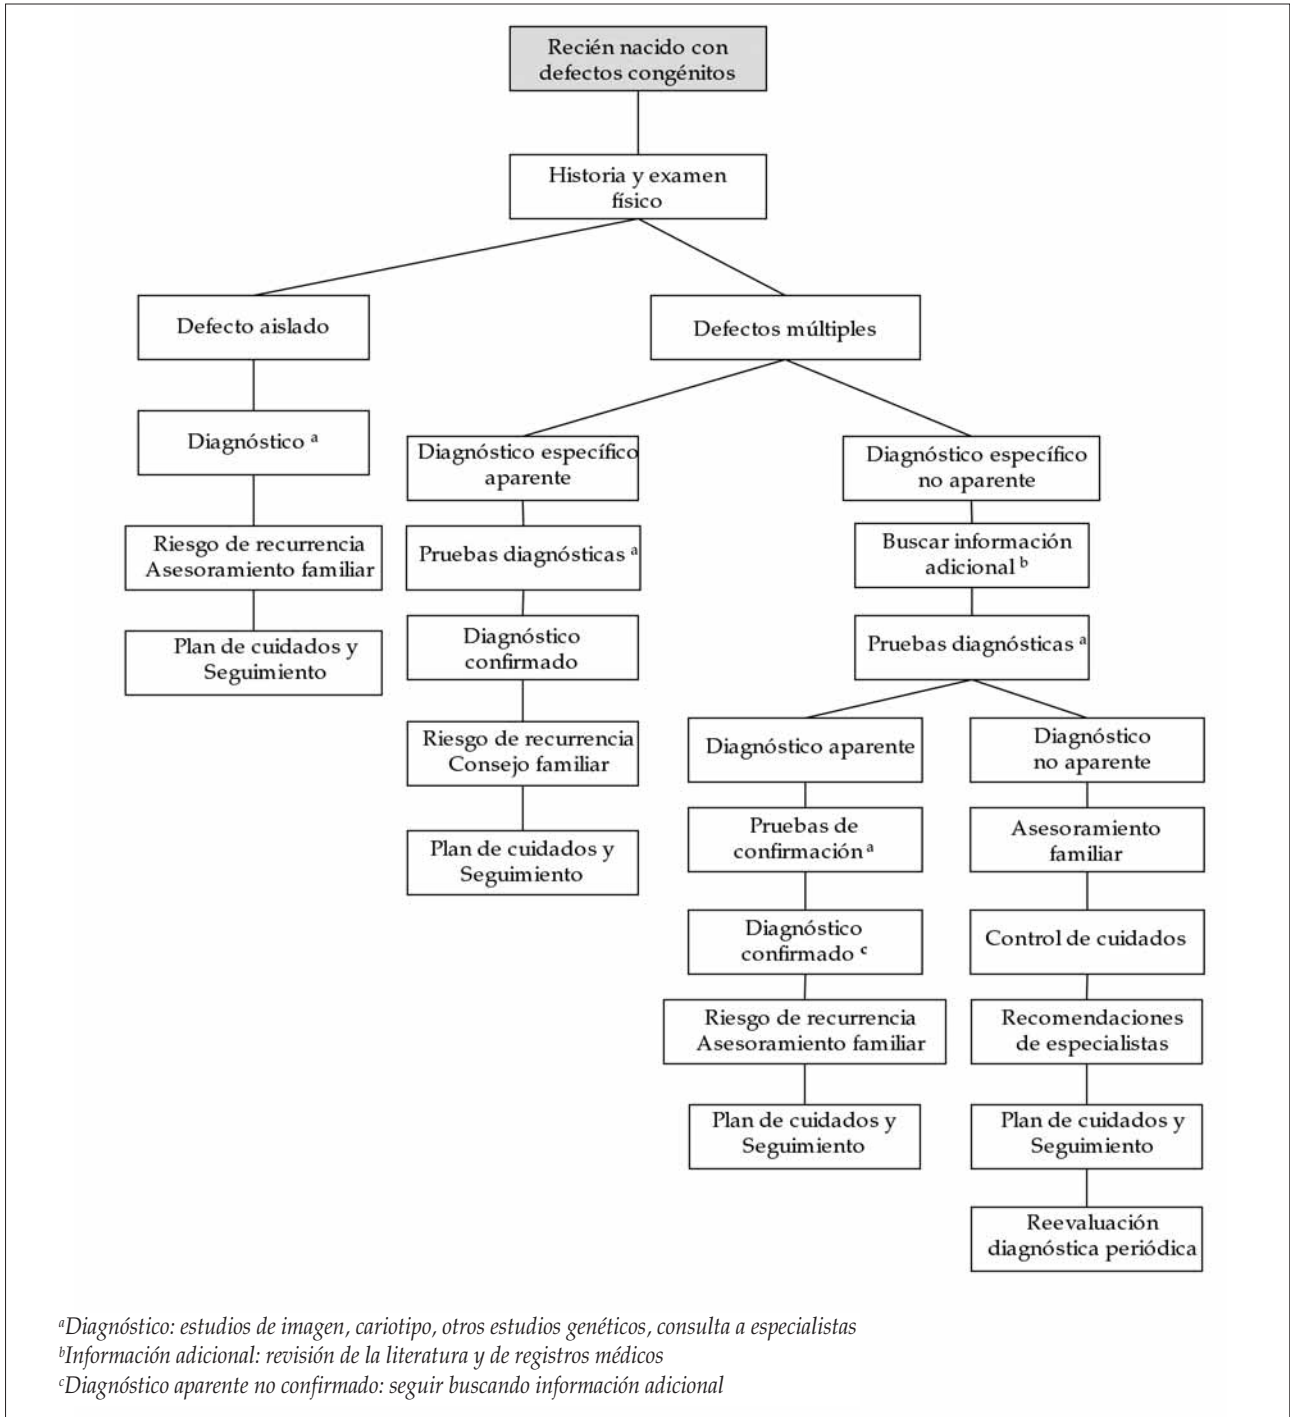 Recién nacido con
defectos congénitos
Historia y examen
físico
Defecto aislado
Diagnóstico ᵃ
Riesgo de recurrencia
Asesoramiento familiar
Plan de cuidados y
Seguimiento
Defectos múltiples
Diagnóstico específico
aparente
Pruebas diagnósticas ᵃ
Diagnóstico
confirmado
Riesgo de recurrencia
Consejo familiar
Plan de cuidados y
Seguimiento
Diagnóstico específico
no aparente
Buscar información
adicional ᵇ
Pruebas diagnósticas ᵃ
Diagnóstico aparente
Pruebas de
confirmación ᵃ
Diagnóstico
confirmado ᶜ
Riesgo de recurrencia
Asesoramiento familiar
Plan de cuidados y
Seguimiento
Diagnóstico
no aparente
Asesoramiento
familiar
Control de cuidados
Recomendaciones
de especialistas
Plan de cuidados y
Seguimiento
Reevaluación
diagnóstica periódica
ᵃDiagnóstico: estudios de imagen, cariotipo, otros estudios genéticos, consulta a especialistas
ᵇInformación adicional: revisión de la literatura y de registros médicos
ᶜDiagnóstico aparente no confirmado: seguir buscando información adicional